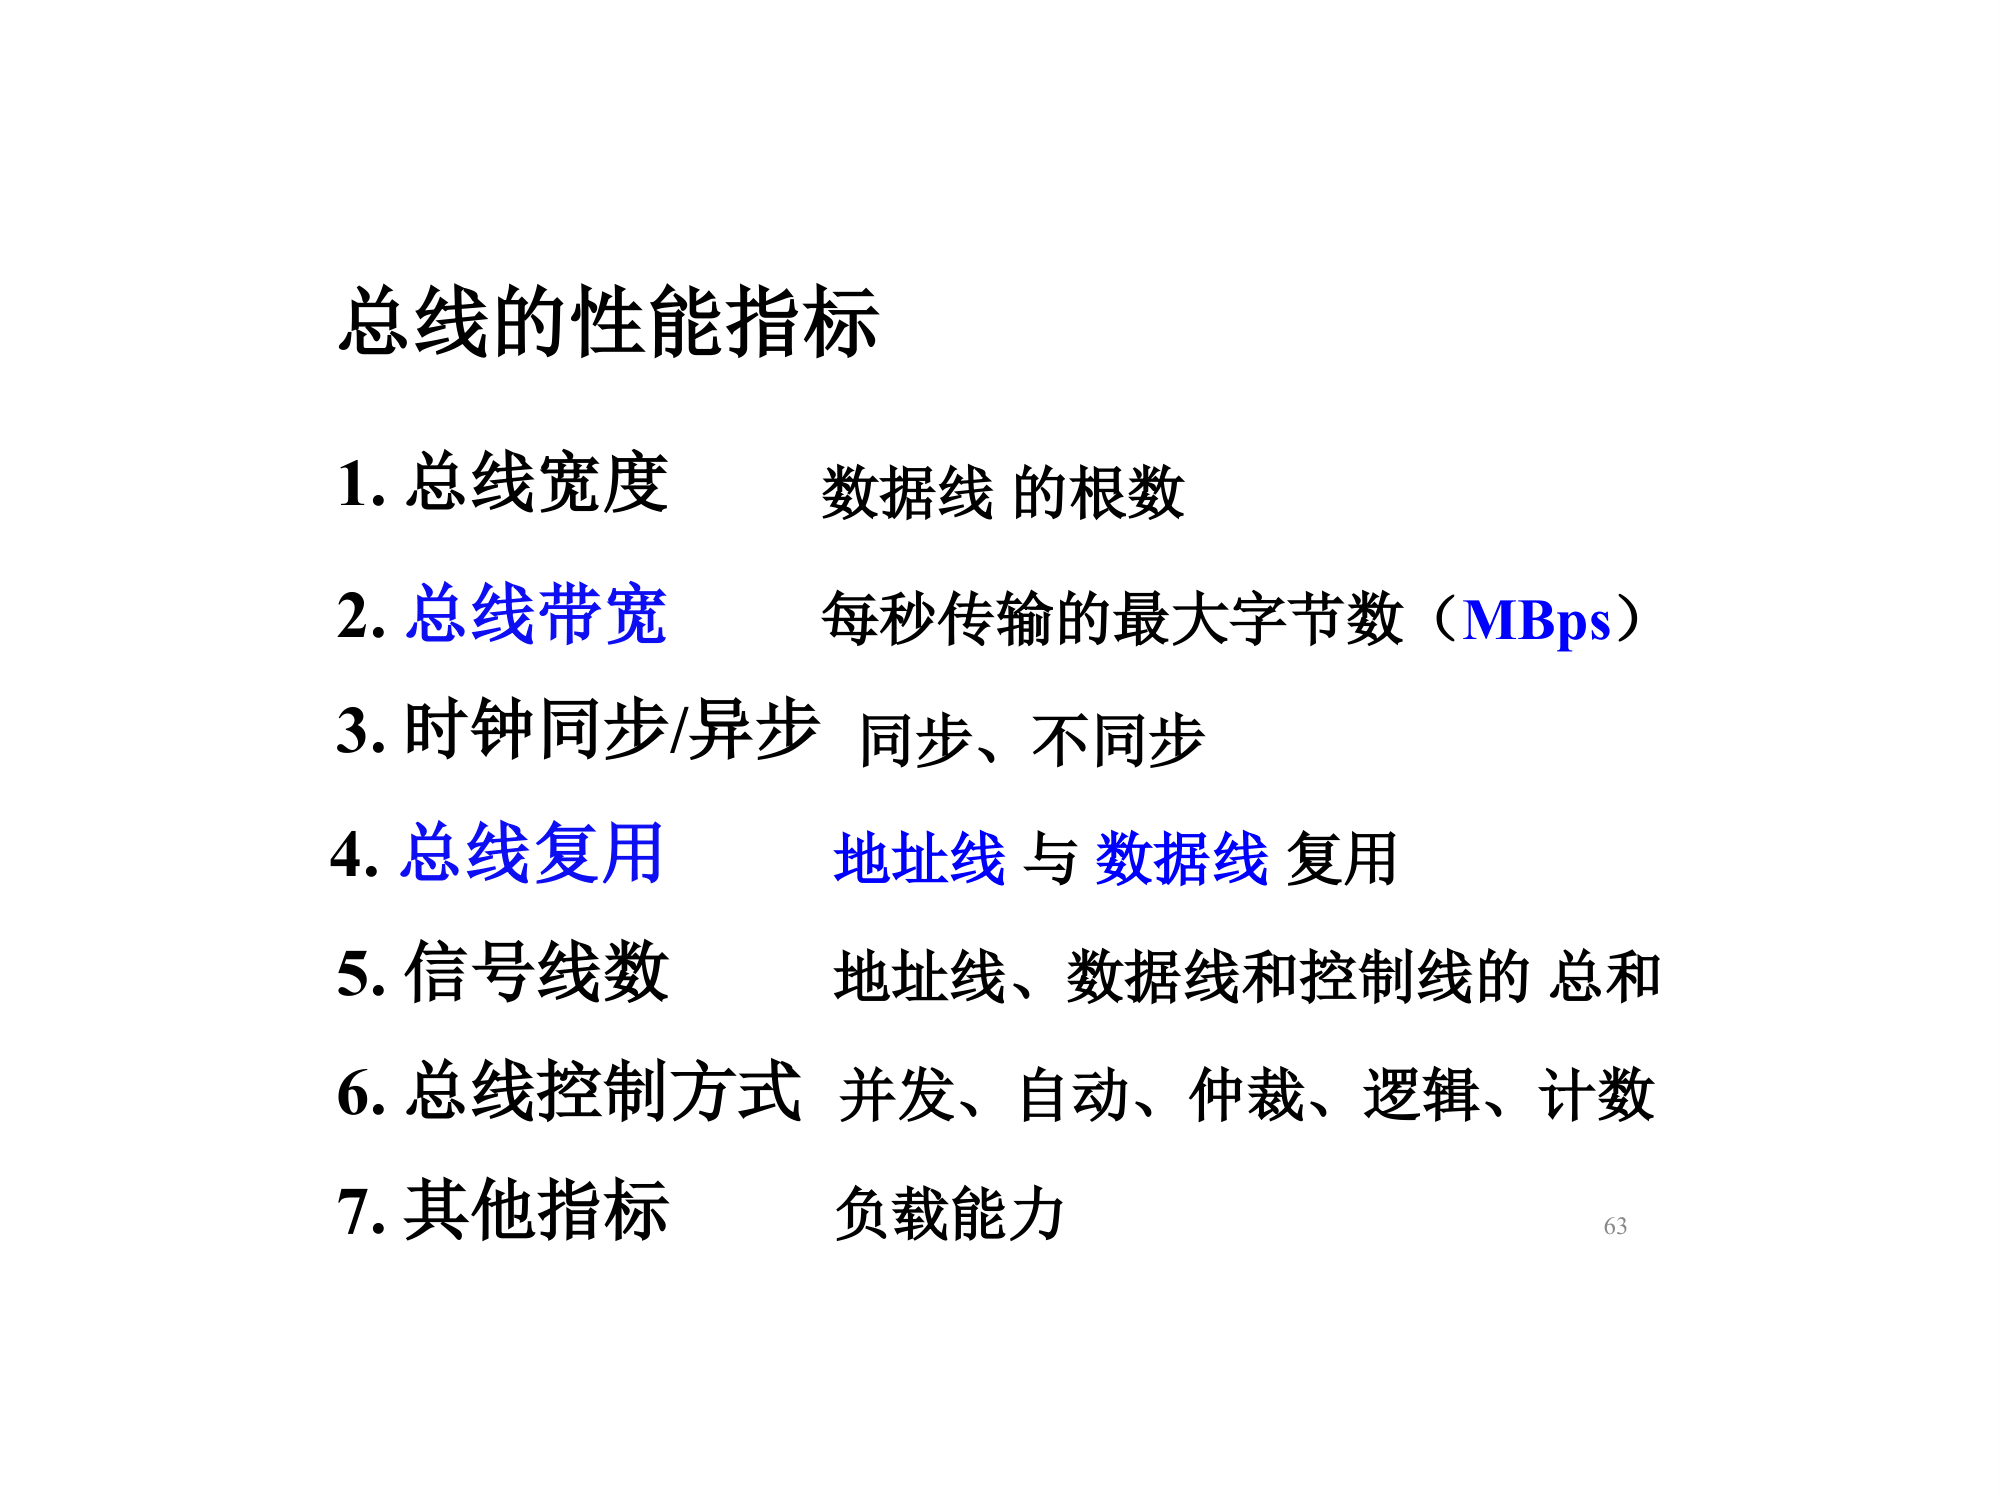 总线的性能指标
1. 总线宽度 数据线 的根数
2. 总线带宽 每秒传输的最大字节数（MBps）
3. 时钟同步/异步 同步、不同步
4. 总线复用 地址线 与 数据线 复用
5. 信号线数 地址线、数据线和控制线的 总和
6. 总线控制方式 并发、自动、仲裁、逻辑、计数
7. 其他指标 负载能力
63